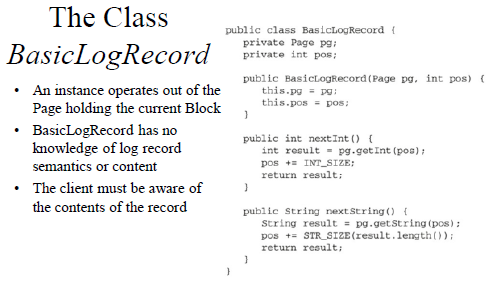 The Class
BasicLogRecord
• An instance operates out of the
Page holding the current Block
• BasicLogRecord has no
knowledge of log record
semantics or content
• The client must be aware of
the contents of the record
public class BasicLogRecord {
private Page pg;
private int pos;
public BasicLogRecord(Page pg, int pos) {
this.pg = pg;
this.pos = pos;
}
public int nextInt() {
int result = pg.getInt(pos);
pos += INT_SIZE;
return result;
}
public String nextString() {
String result = pg.getString(pos);
pos += STR_SIZE(result.length());
return result;
}
}